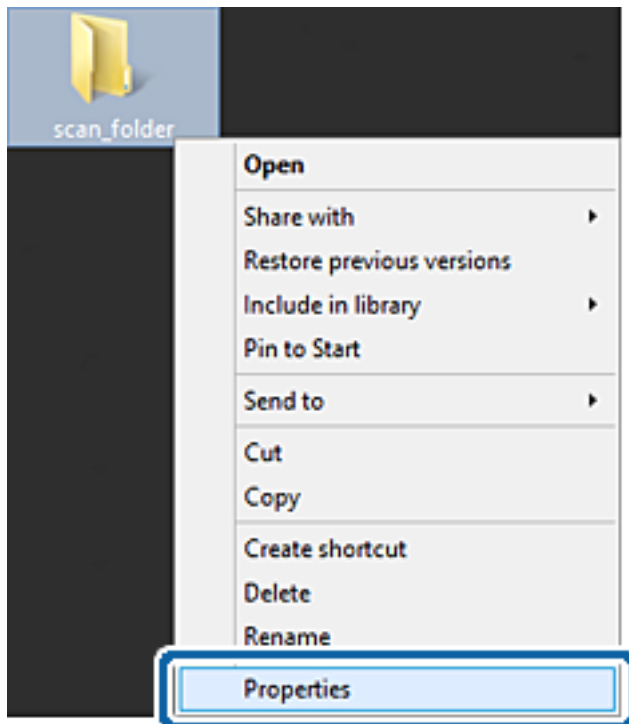 scan_folder
Open
Share with
Restore previous versions
Include in library
Pin to Start
Send to
Cut
Copy
Create shortcut
Delete
Rename
Properties